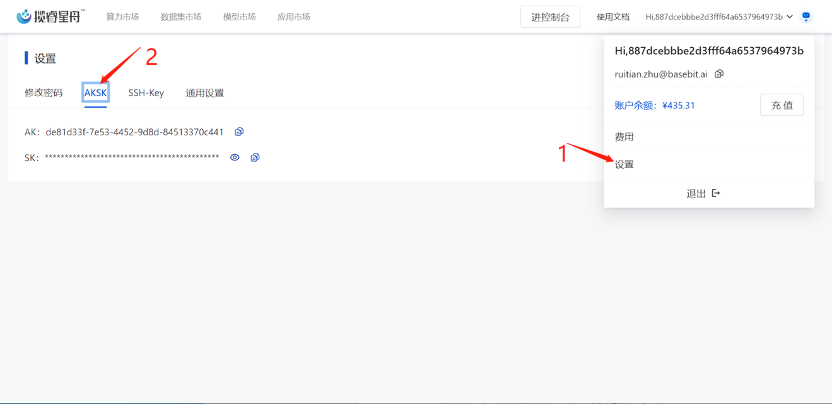 揽睿星舟™ 算力市场 数据集市场 模型市场 应用市场 进控制台 使用文档 Hi,887dcebbbe2d3fff64a6537964973b
设置
2
修改密码 AKSK SSH-Key 通用设置
AK: de81d33f-7e53-4452-9d8d-84513370c441
SK: ********************************************
Hi,887dcebbbe2d3fff64a6537964973b
ruitian.zhu@basebit.ai
账户余额: ¥435.31 充 值
费用
1
设置
退出